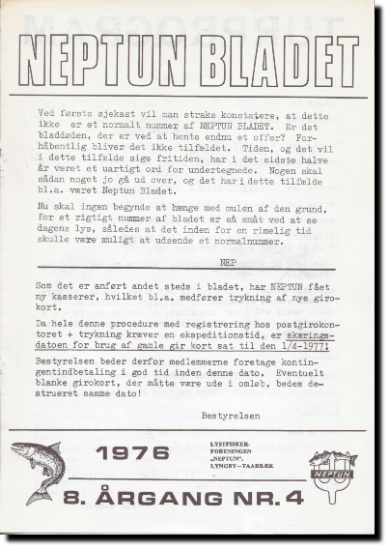 NEPTUN BLADET
Ved første øjekast vil man straks konstatere, at dette
ikke er et normalt nummer af NEPTUN BLADET. Er det
bladdøden, der er ved at hente endnu et offer? For-
håbentlig bliver det ikke tilfældet. Tiden, og det vil
i dette tilfælde sige fritiden, har i det sidste halve
år været et uartigt ord for undertegnede. Nogen skal
sådan noget jo gå ud over, og det har i dette tilfælde
bl.a. været Neptun Bladet.
Nu skal ingen begynde at hænge med mulen af den grund,
for et rigtigt nummer af bladet er så småt ved at se
dagens lys, således at det inden for en rimelig tid
skulle være muligt at udsende et normalnummer.
NEP
Som det er anført andet steds i bladet, har NEPTUN fået
ny kasserer, hvilket bl.a. medfører trykning af nye giro-
kort.
Da hele denne procedure med registrering hos postgirokon-
toret + trykning kræver en ekspeditionstid, er skærings-
datoen for brug af gamle gir kort sat til den 1/4-1977!
Bestyrelsen beder derfor medlemmerne foretage kontin-
gentindbetaling i god tid inden denne dato. Eventuelt
blanke girokort, der måtte være ude i omløb, bedes de-
strueret samme dato!
Bestyrelsen
1976
LYSTFISKER-
FORENINGEN
„NEPTUN".
LYNGBY–TAARBÆK
NEPTUN
8. ÅRGANG NR. 4